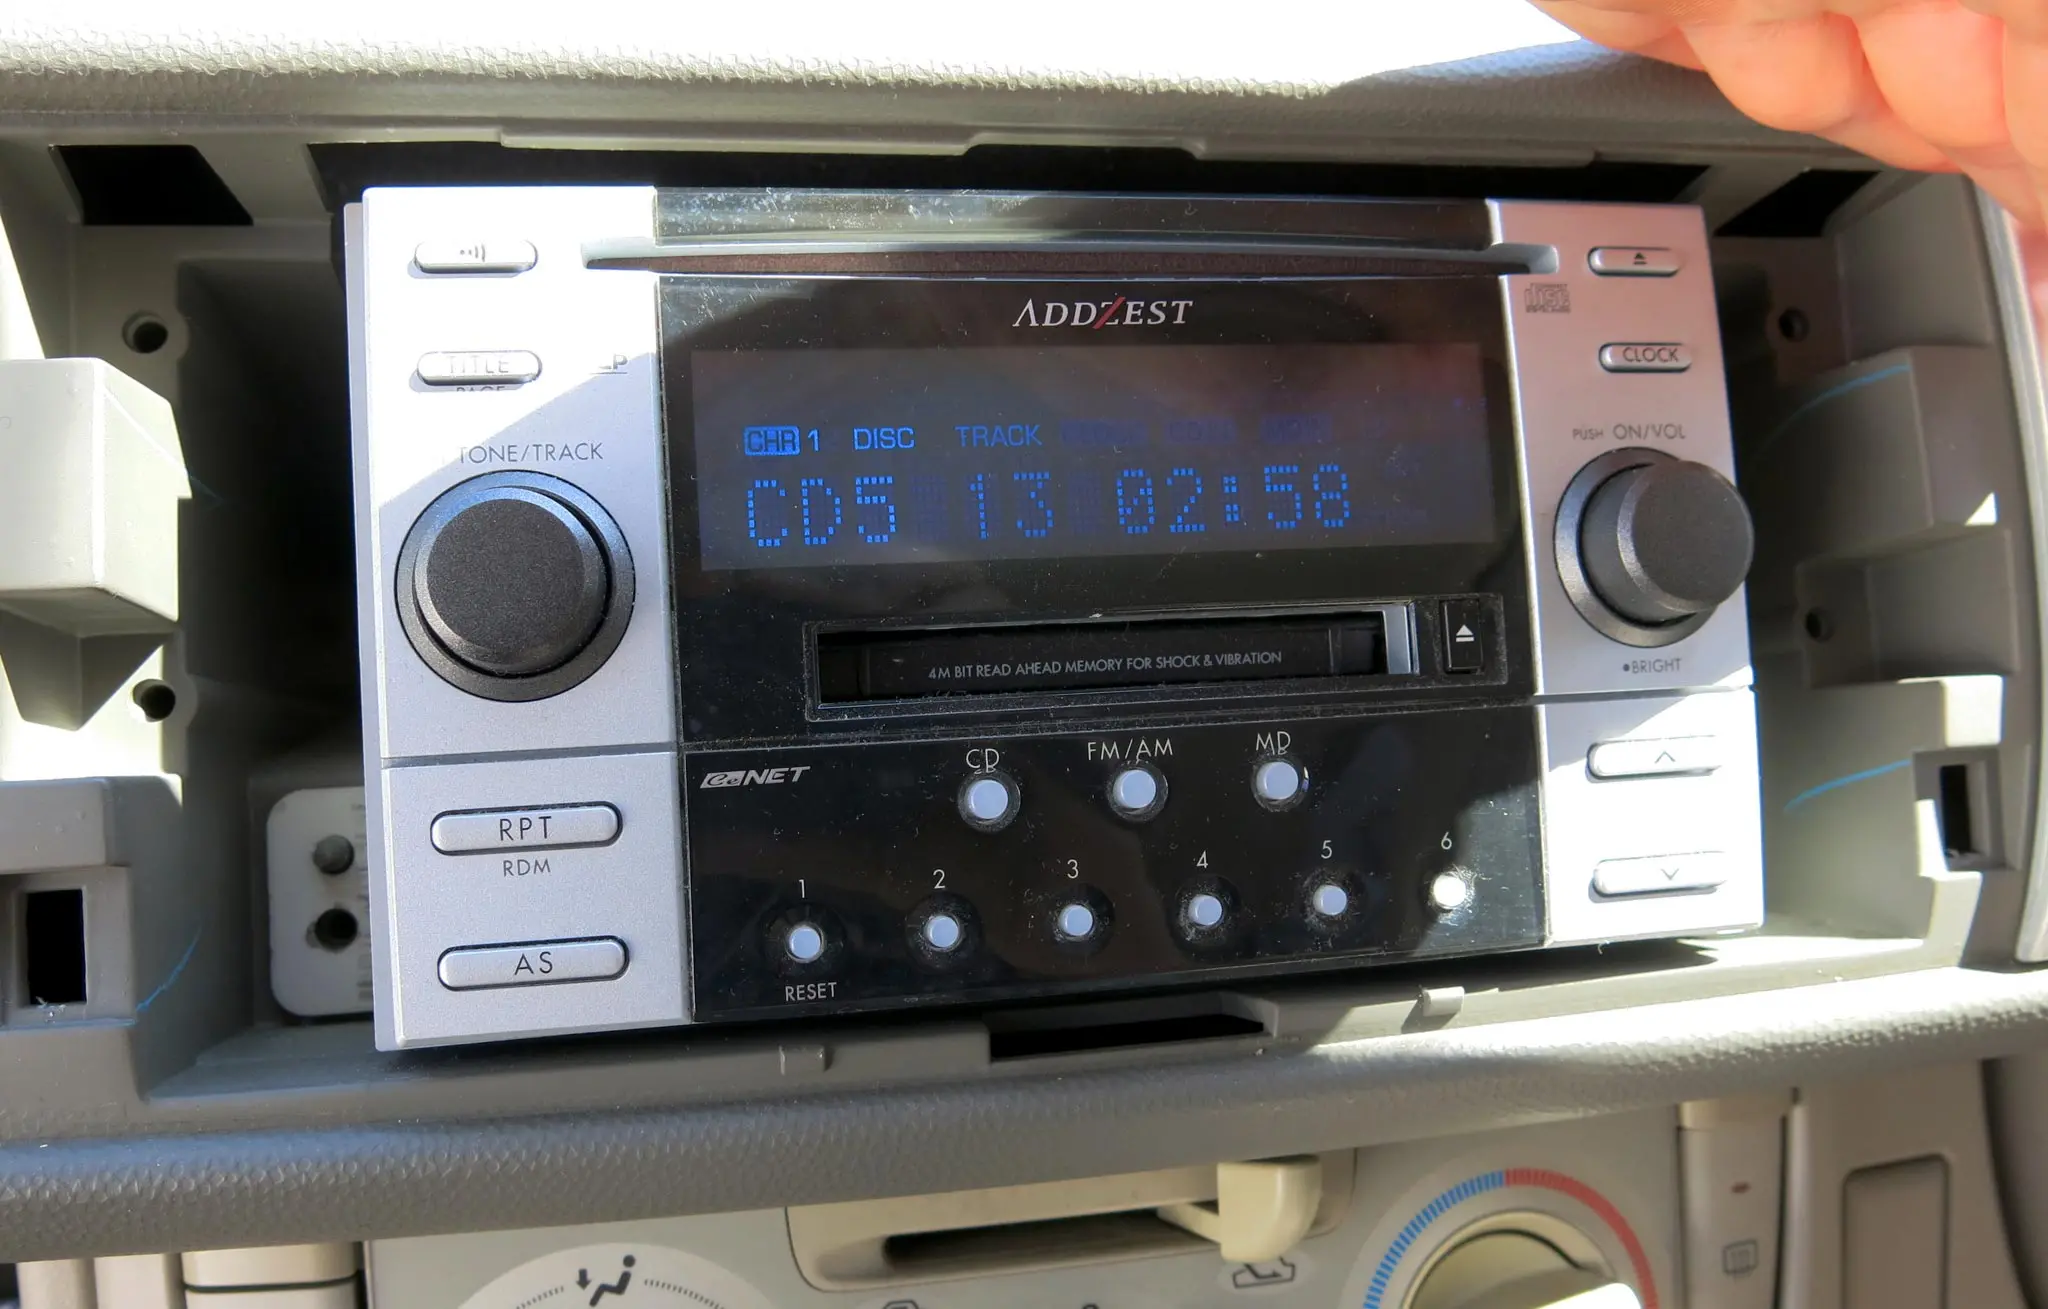 ADDZEST
TITLE
CLOCK
TONE/TRACK
PUSH ON/VOL
CHR 1 DISC TRACK
CD5 13 02:58
4M BIT READ AHEAD MEMORY FOR SHOCK & VIBRATION
•BRIGHT
CeNET
CD FM/AM MD
RPT
RDM
1 2 3 4 5 6
AS
RESET